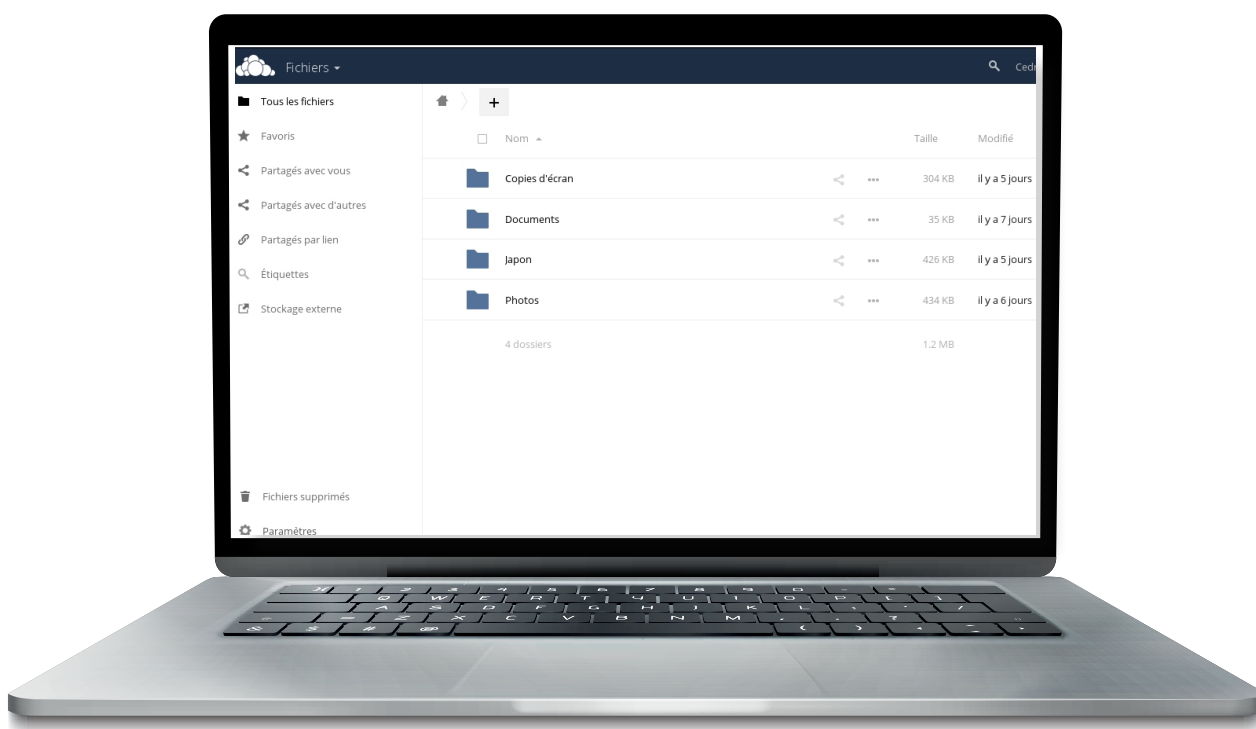 Fichiers
Cedr
Tous les fichiers
Favoris
Partagés avec vous
Partagés avec d'autres
Partagés par lien
Étiquettes
Stockage externe
Fichiers supprimés
Paramètres
+
Nom Taille Modifié
Copies d'écran 304 KB il y a 5 jours
Documents 35 KB il y a 7 jours
Japon 426 KB il y a 5 jours
Photos 434 KB il y a 6 jours
4 dossiers 1.2 MB